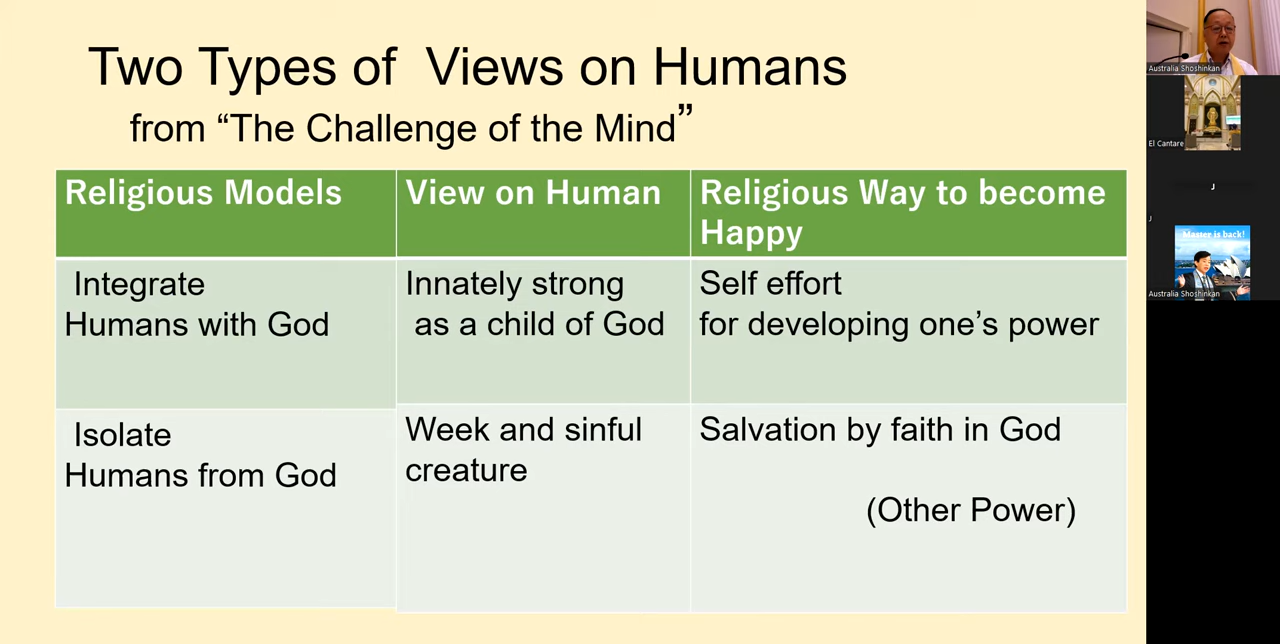 Two Types of Views on Humans
from “The Challenge of the Mind”
Religious Models
View on Human
Religious Way to become
Happy
Integrate
Humans with God
Innately strong
as a child of God
Self effort
for developing one’s power
Isolate
Humans from God
Week and sinful
creature
Salvation by faith in God
(Other Power)
Australia Shoshinkan
El Cantare
J
J
Master is back!
Australia Shoshinkan